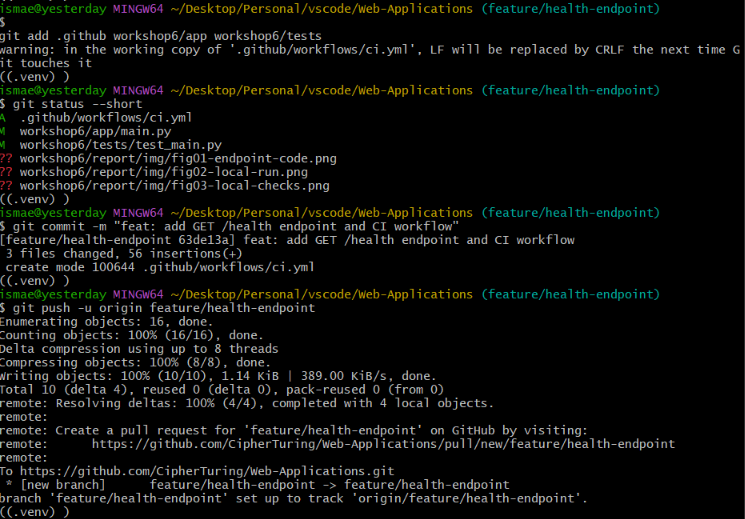 ismae@yesterday MINGW64 ~/Desktop/Personal/vscode/Web-Applications (feature/health-endpoint)
$
git add .github workshop6/app workshop6/tests
warning: in the working copy of '.github/workflows/ci.yml', LF will be replaced by CRLF the next time G
it touches it
((.venv) )
ismae@yesterday MINGW64 ~/Desktop/Personal/vscode/Web-Applications (feature/health-endpoint)
$ git status --short
A  .github/workflows/ci.yml
M  workshop6/app/main.py
M  workshop6/tests/test_main.py
?? workshop6/report/img/fig01-endpoint-code.png
?? workshop6/report/img/fig02-local-run.png
?? workshop6/report/img/fig03-local-checks.png
((.venv) )
ismae@yesterday MINGW64 ~/Desktop/Personal/vscode/Web-Applications (feature/health-endpoint)
$ git commit -m "feat: add GET /health endpoint and CI workflow"
[feature/health-endpoint 63de13a] feat: add GET /health endpoint and CI workflow
 3 files changed, 56 insertions(+)
 create mode 100644 .github/workflows/ci.yml
((.venv) )
ismae@yesterday MINGW64 ~/Desktop/Personal/vscode/Web-Applications (feature/health-endpoint)
$ git push -u origin feature/health-endpoint
Enumerating objects: 16, done.
Counting objects: 100% (16/16), done.
Delta compression using up to 8 threads
Compressing objects: 100% (8/8), done.
Writing objects: 100% (10/10), 1.14 KiB | 389.00 KiB/s, done.
Total 10 (delta 4), reused 0 (delta 0), pack-reused 0 (from 0)
remote: Resolving deltas: 100% (4/4), completed with 4 local objects.
remote:
remote: Create a pull request for 'feature/health-endpoint' on GitHub by visiting:
remote:      https://github.com/CipherTuring/Web-Applications/pull/new/feature/health-endpoint
remote:
To https://github.com/CipherTuring/Web-Applications.git
 * [new branch]      feature/health-endpoint -> feature/health-endpoint
branch 'feature/health-endpoint' set up to track 'origin/feature/health-endpoint'.
((.venv) )